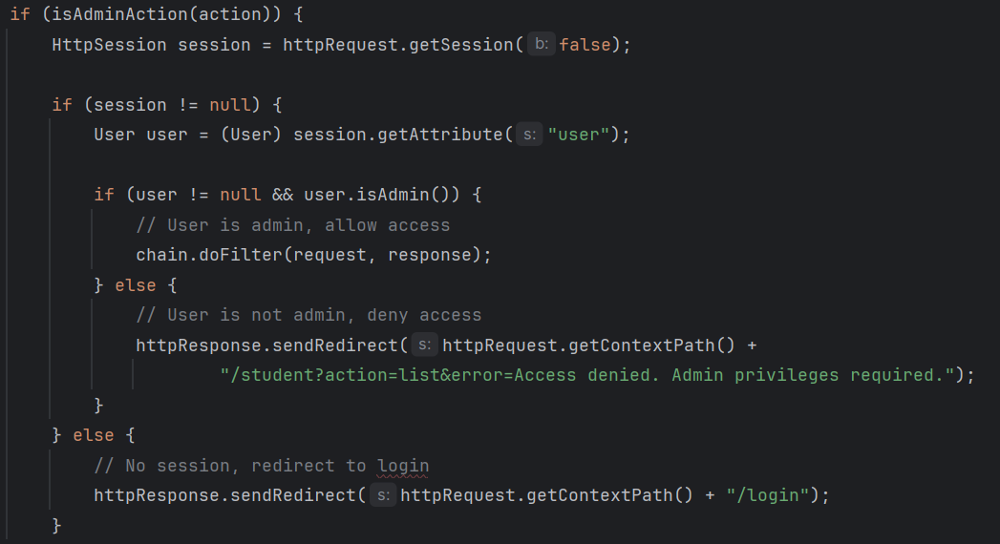 if (isAdminAction(action)) {
    HttpSession session = httpRequest.getSession( b: false);
    if (session != null) {
        User user = (User) session.getAttribute( s: "user");
        if (user != null && user.isAdmin()) {
            // User is admin, allow access
            chain.doFilter(request, response);
        } else {
            // User is not admin, deny access
            httpResponse.sendRedirect( s: httpRequest.getContextPath() +
                    "/student?action=list&error=Access denied. Admin privileges required.");
        }
    } else {
        // No session, redirect to login
        httpResponse.sendRedirect( s: httpRequest.getContextPath() + "/login");
    }